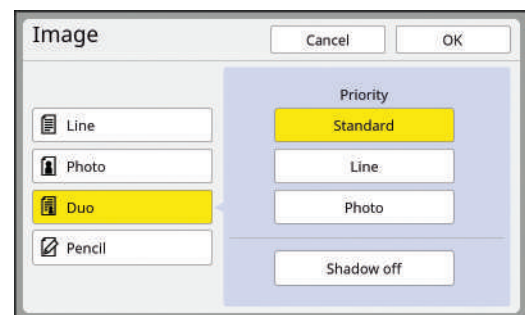 Image
Cancel
OK
Line
Photo
Duo
Pencil
Priority
Standard
Line
Photo
Shadow off